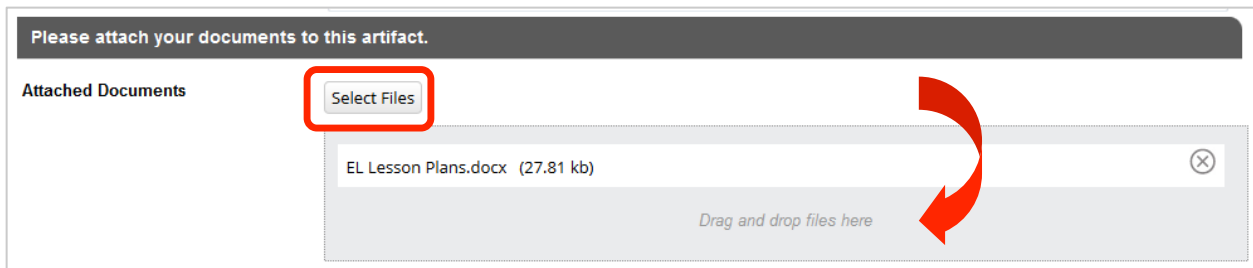 Please attach your documents to this artifact.
Attached Documents
Select Files
EL Lesson Plans.docx (27.81 kb)
Drag and drop files here